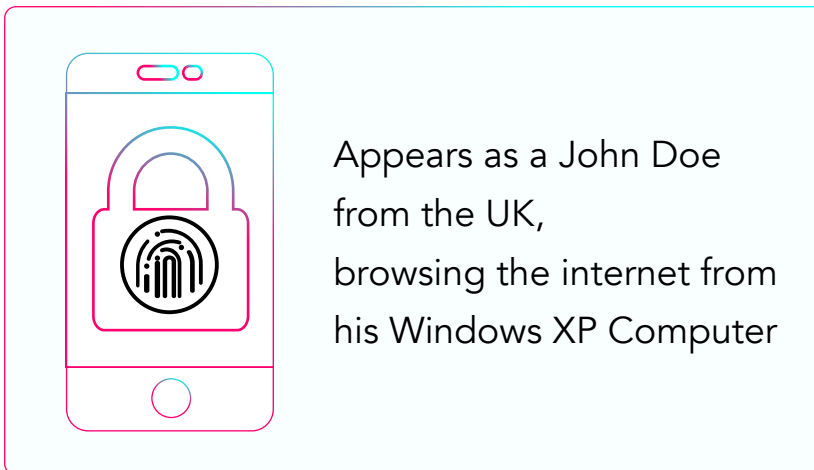 Appears as a John Doe
from the UK,
browsing the internet from
his Windows XP Computer